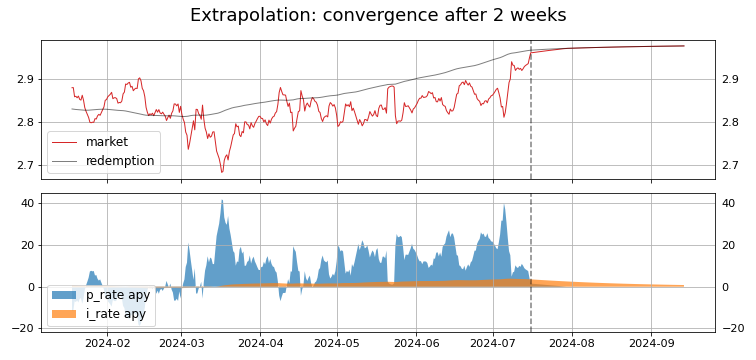 Extrapolation: convergence after 2 weeks
2.9 2.9
2.8 2.8
2.7 2.7
market
redemption
40 40
20 20
0 0
−20 −20
p_rate apy
i_rate apy
2024-02 2024-03 2024-04 2024-05 2024-06 2024-07 2024-08 2024-09